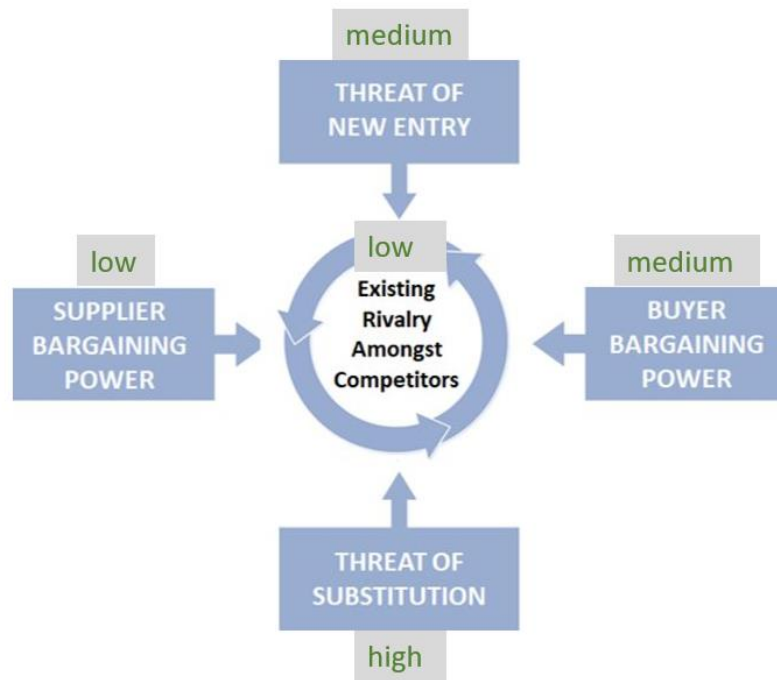 medium
THREAT OF
NEW ENTRY
low
SUPPLIER
BARGAINING
POWER
low
Existing
Rivalry
Amongst
Competitors
medium
BUYER
BARGAINING
POWER
THREAT OF
SUBSTITUTION
high